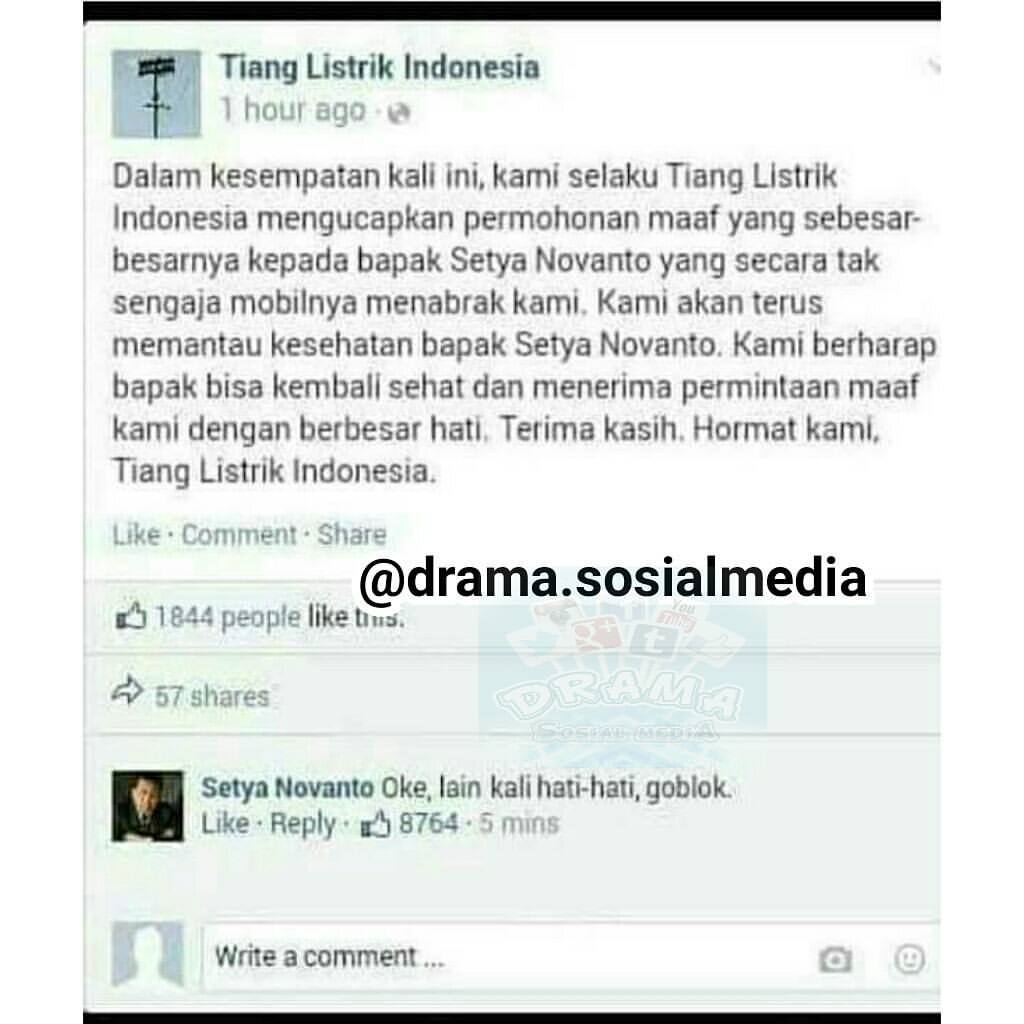 Tiang Listrik Indonesia
1 hour ago ·
Dalam kesempatan kali ini, kami selaku Tiang Listrik
Indonesia mengucapkan permohonan maaf yang sebesar-
besarnya kepada bapak Setya Novanto yang secara tak
sengaja mobilnya menabrak kami. Kami akan terus
memantau kesehatan bapak Setya Novanto. Kami berharap
bapak bisa kembali sehat dan menerima permintaan maaf
kami dengan berbesar hati. Terima kasih. Hormat kami,
Tiang Listrik Indonesia.
Like · Comment · Share
@drama.sosialmedia
1844 people like this.
You
DRAMA
SOSIAL MEDIA
57 shares
Setya Novanto Oke, lain kali hati-hati, goblok.
Like · Reply · 8764 · 5 mins
Write a comment ...